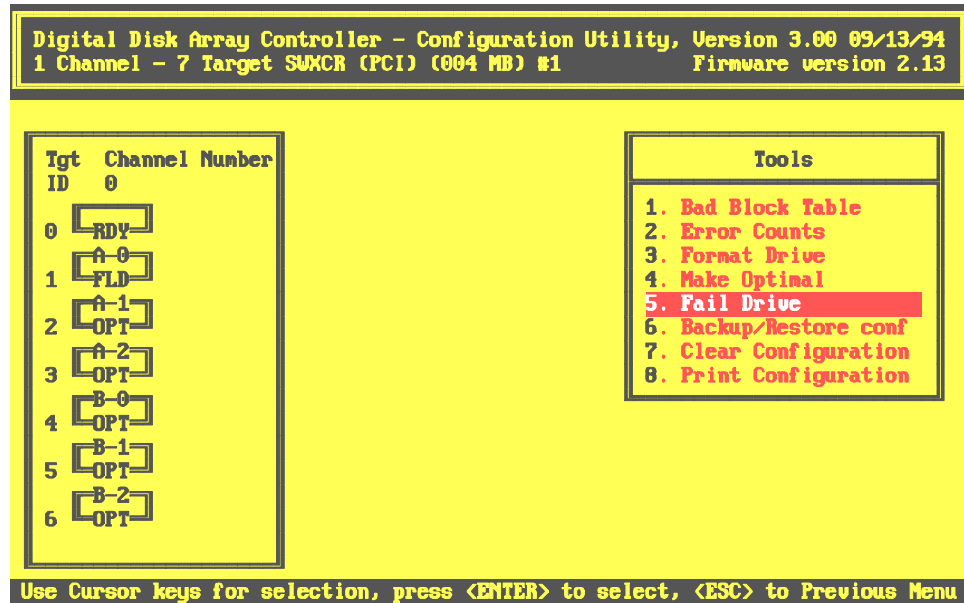 Digital Disk Array Controller – Configuration Utility, Version 3.00 09/13/94
1 Channel – 7 Target SWXCR (PCI) (004 MB) #1 Firmware version 2.13
Tgt Channel Number
ID 0
0 RDY
A-0
1 FLD
A-1
2 OPT
A-2
3 OPT
B-0
4 OPT
B-1
5 OPT
B-2
6 OPT
Tools
1. Bad Block Table
2. Error Counts
3. Format Drive
4. Make Optimal
5. Fail Drive
6. Backup/Restore conf
7. Clear Configuration
8. Print Configuration
Use Cursor keys for selection, press <ENTER> to select, <ESC> to Previous Menu